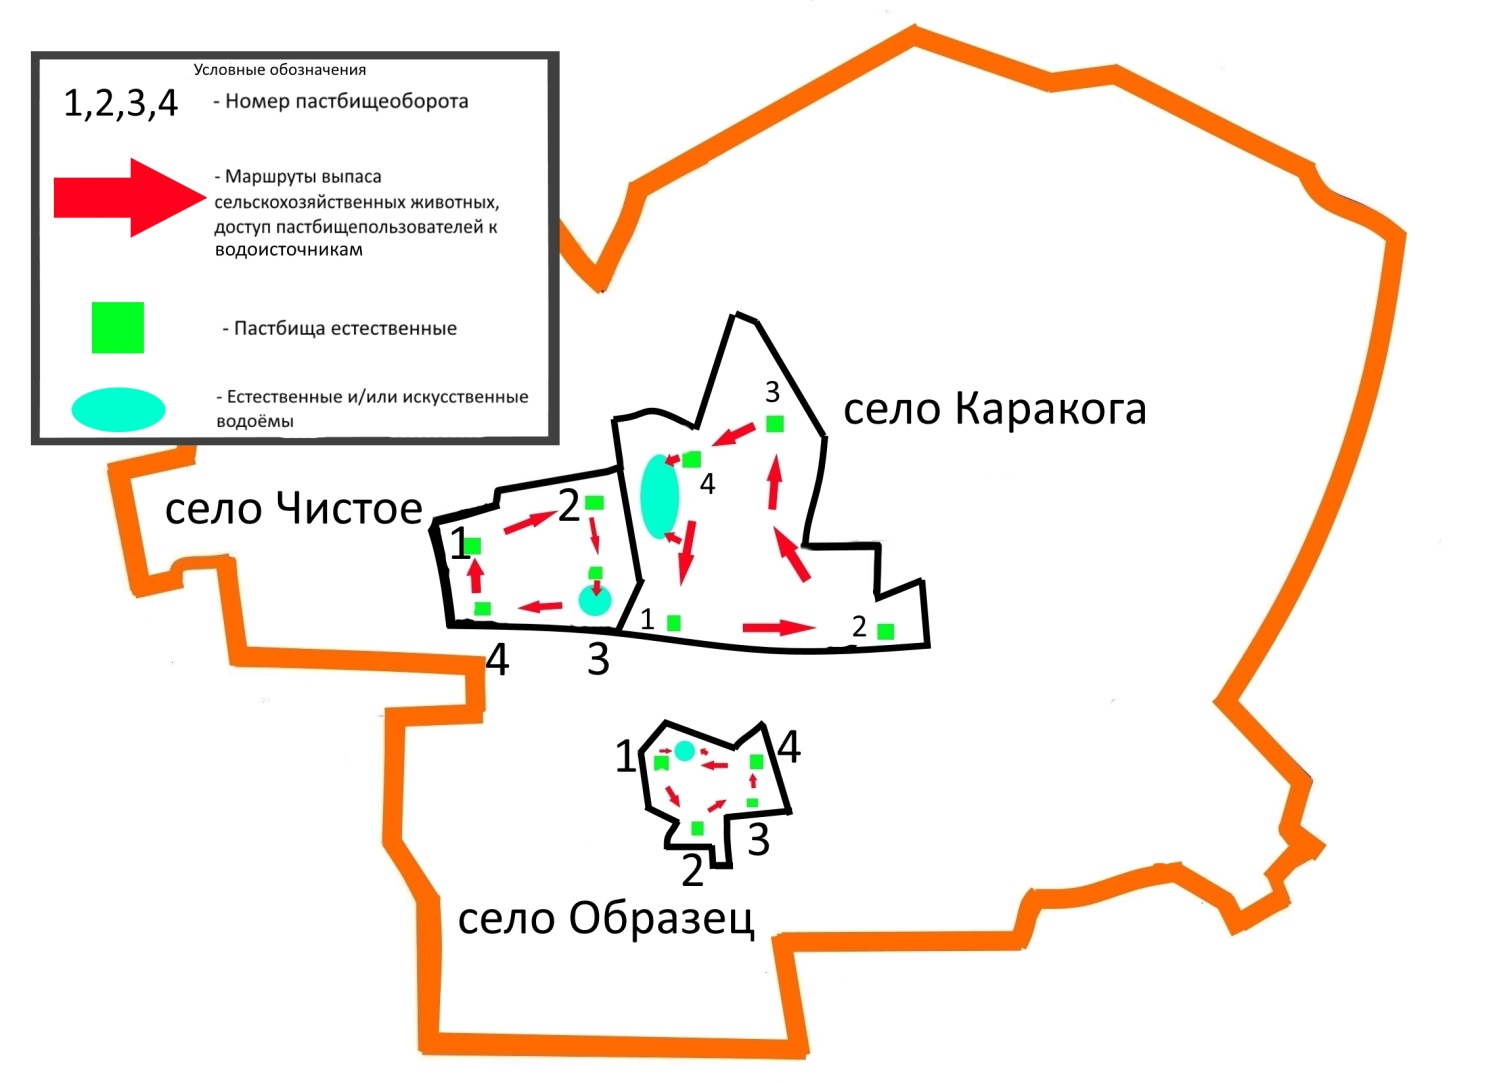 Условные обозначения
1,2,3,4 - Номер пастбищеоборота
- Маршруты выпаса
сельскохозяйственных животных,
доступ пастбищепользователей к
водоисточникам
- Пастбища естественные
- Естественные и/или искусственные
водоёмы
3
село Каракога
4
село Чистое
2
1
1
2
4
3
1
4
3
2
село Образец